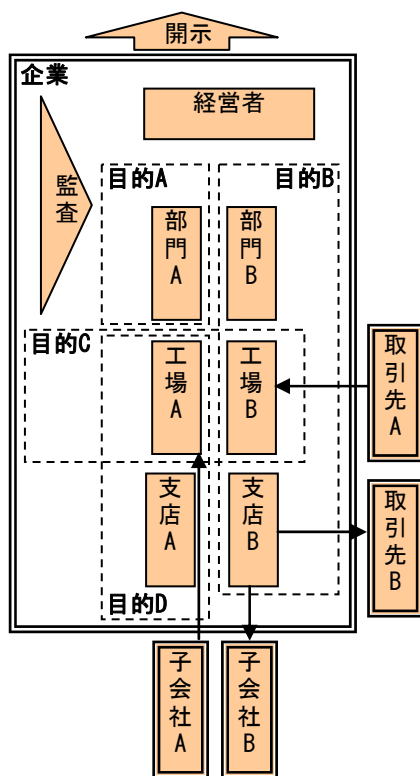 開示
企業
経営者
監査
目的A
目的B
部門A
部門B
目的C
工場A
工場B
取引先A
支店A
支店B
取引先B
目的D
子会社A
子会社B